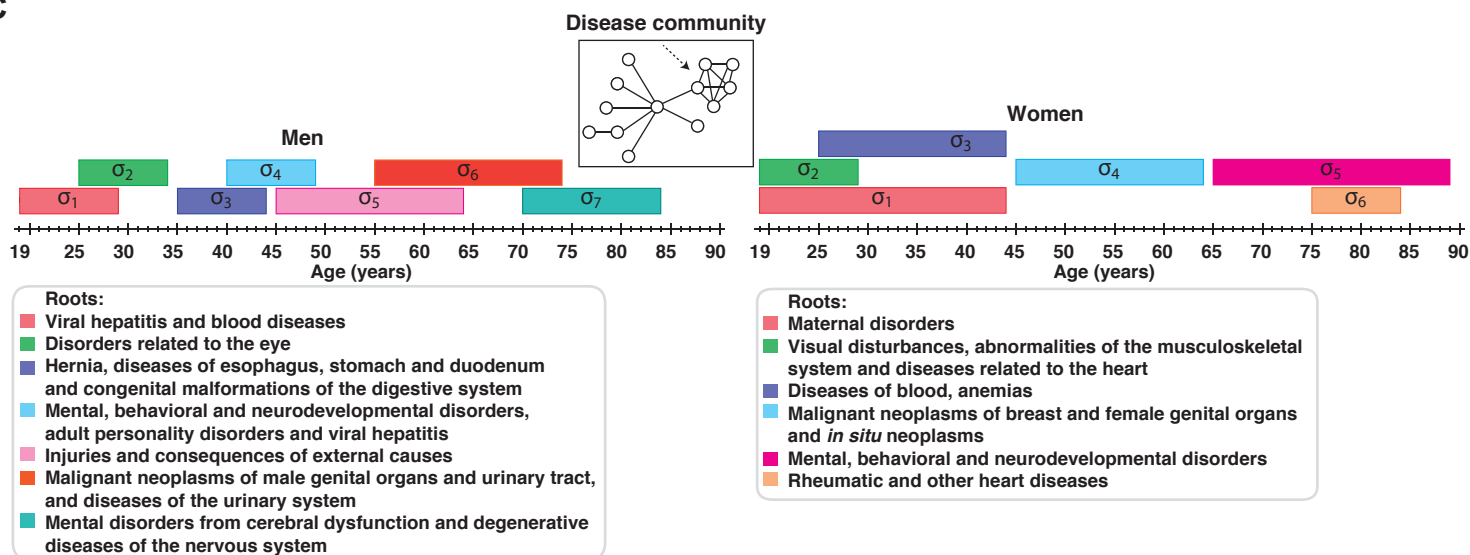 c
Disease community
Men
σ1
σ2
σ3
σ4
σ5
σ6
σ7
19 25 30 35 40 45 50 55 60 65 70 75 80 85 90
Age (years)
Roots:
Viral hepatitis and blood diseases
Disorders related to the eye
Hernia, diseases of esophagus, stomach and duodenum
and congenital malformations of the digestive system
Mental, behavioral and neurodevelopmental disorders,
adult personality disorders and viral hepatitis
Injuries and consequences of external causes
Malignant neoplasms of male genital organs and urinary tract,
and diseases of the urinary system
Mental disorders from cerebral dysfunction and degenerative
diseases of the nervous system
Women
σ3
σ2
σ4
σ5
σ1
σ6
19 25 30 35 40 45 50 55 60 65 70 75 80 85 90
Age (years)
Roots:
Maternal disorders
Visual disturbances, abnormalities of the musculoskeletal
system and diseases related to the heart
Diseases of blood, anemias
Malignant neoplasms of breast and female genital organs
and in situ neoplasms
Mental, behavioral and neurodevelopmental disorders
Rheumatic and other heart diseases